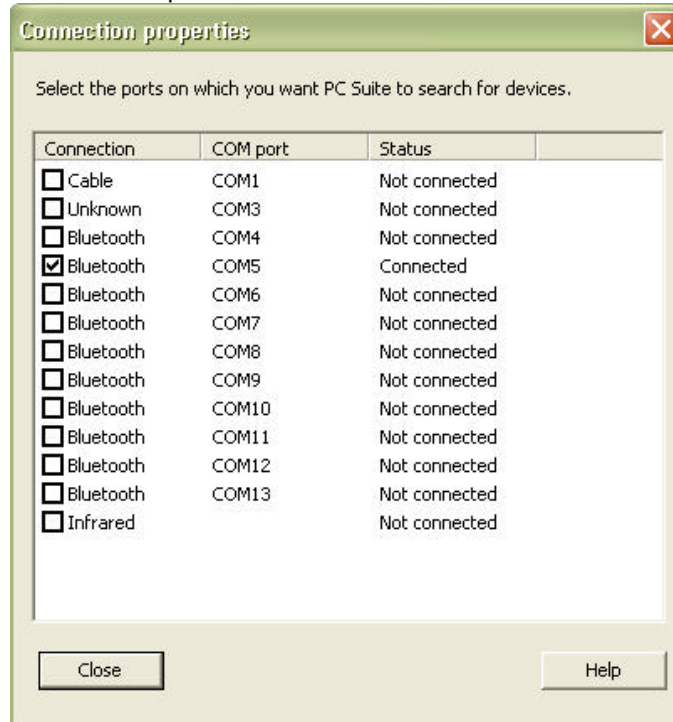 Connection properties
Select the ports on which you want PC Suite to search for devices.
Connection COM port Status
Cable COM1 Not connected
Unknown COM3 Not connected
Bluetooth COM4 Not connected
Bluetooth COM5 Connected
Bluetooth COM6 Not connected
Bluetooth COM7 Not connected
Bluetooth COM8 Not connected
Bluetooth COM9 Not connected
Bluetooth COM10 Not connected
Bluetooth COM11 Not connected
Bluetooth COM12 Not connected
Bluetooth COM13 Not connected
Infrared Not connected
Close Help